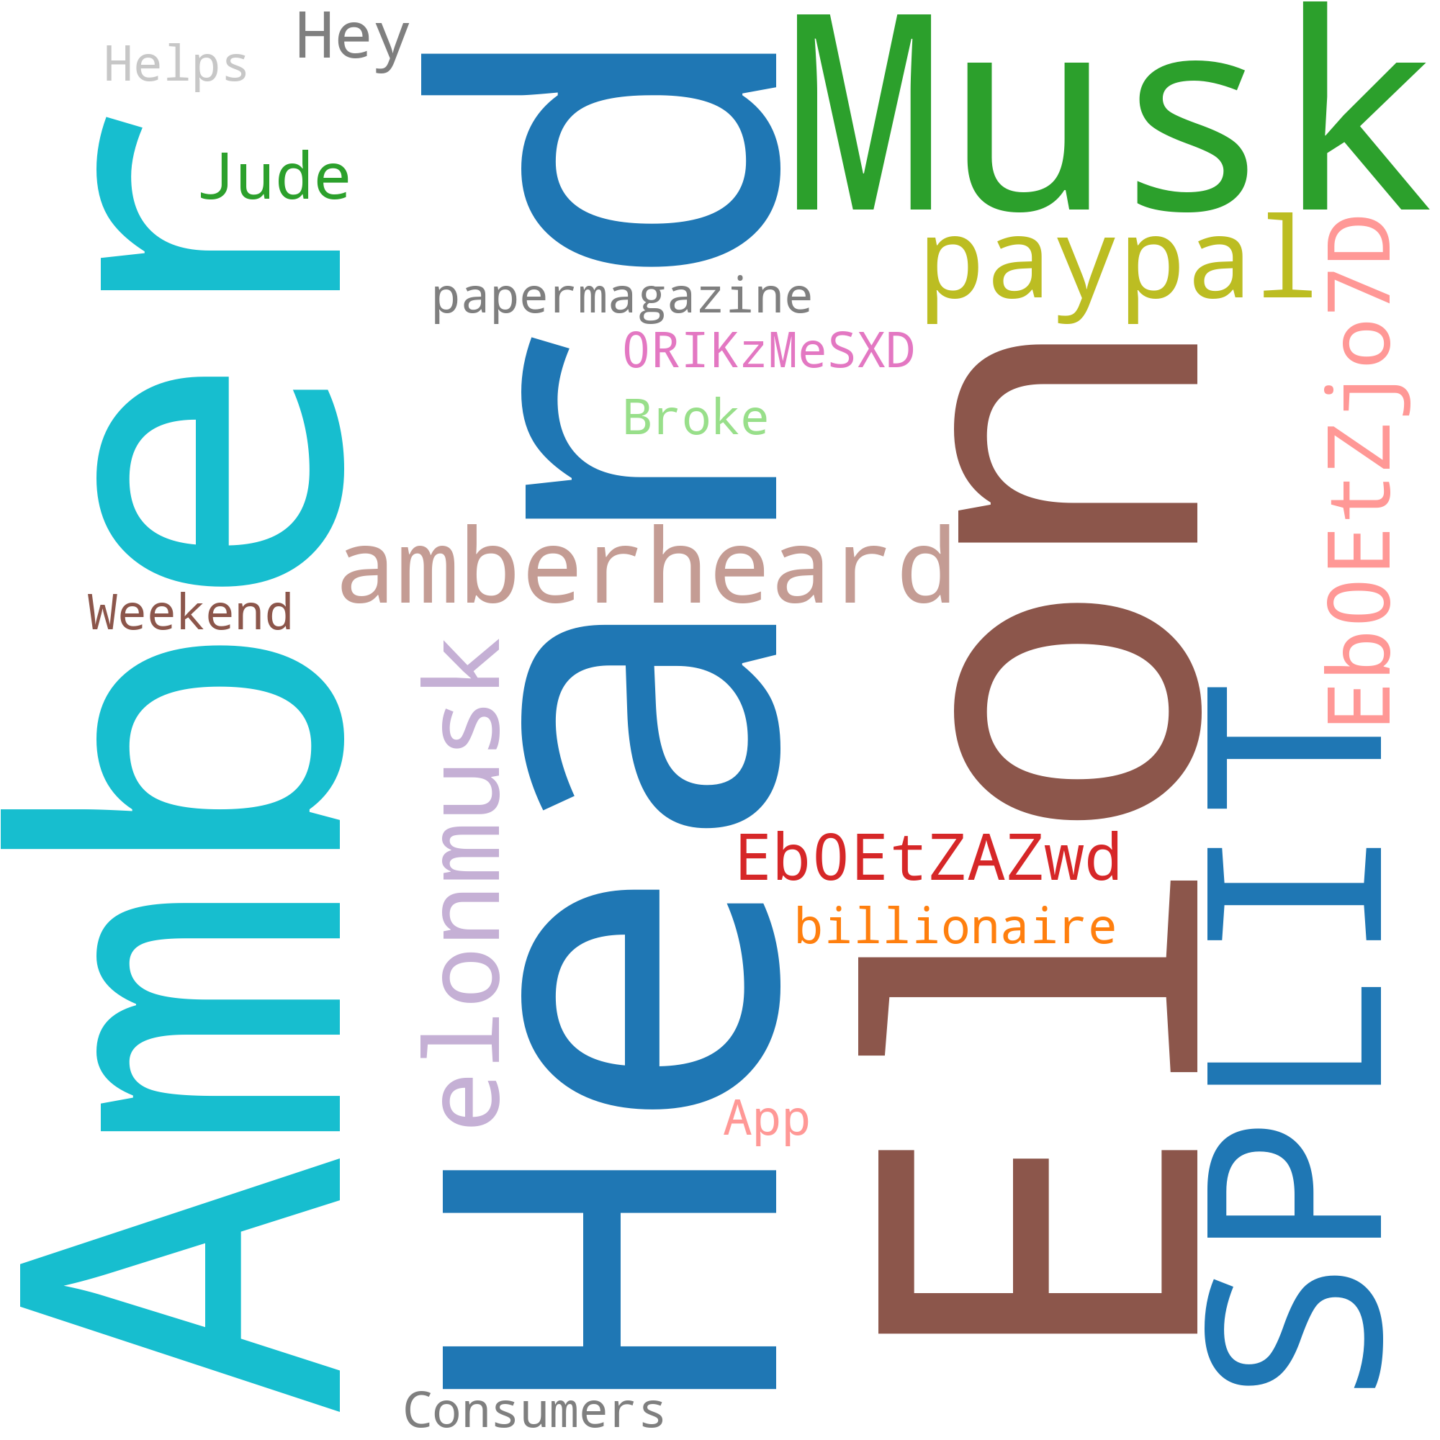 Hey
Helps
Musk
Jude
paypal
papermagazine
0RIKzMeSXD
Broke
Eb0EtZjo7D
Amber
Heard
Elon
amberheard
Weekend
elonmusk
SPLIT
Eb0EtZAZwd
billionaire
App
Consumers